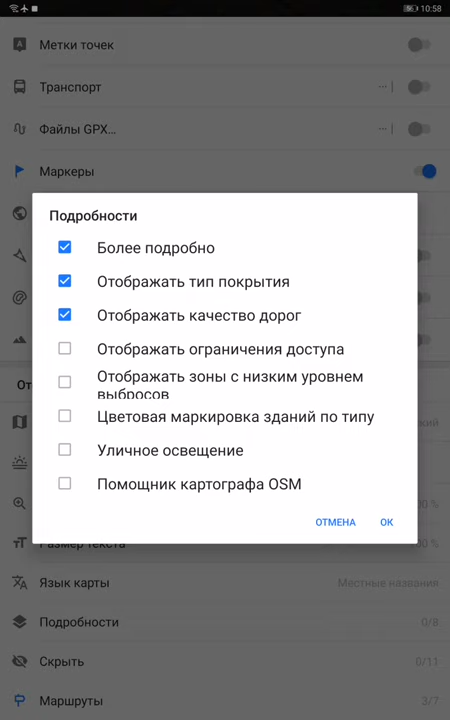 10:58
Метки точек
Транспорт
Файлы GPX...
Маркеры
Подробности
Более подробно
Отображать тип покрытия
Отображать качество дорог
Отображать ограничения доступа
Отображать зоны с низким уровнем
выбросов
Цветовая маркировка зданий по типу
Уличное освещение
Помощник картографа OSM
ОТМЕНА ОК
Размер текста
Язык карты Местные названия
Подробности 0/8
Скрыть 0/11
Маршруты 3/7